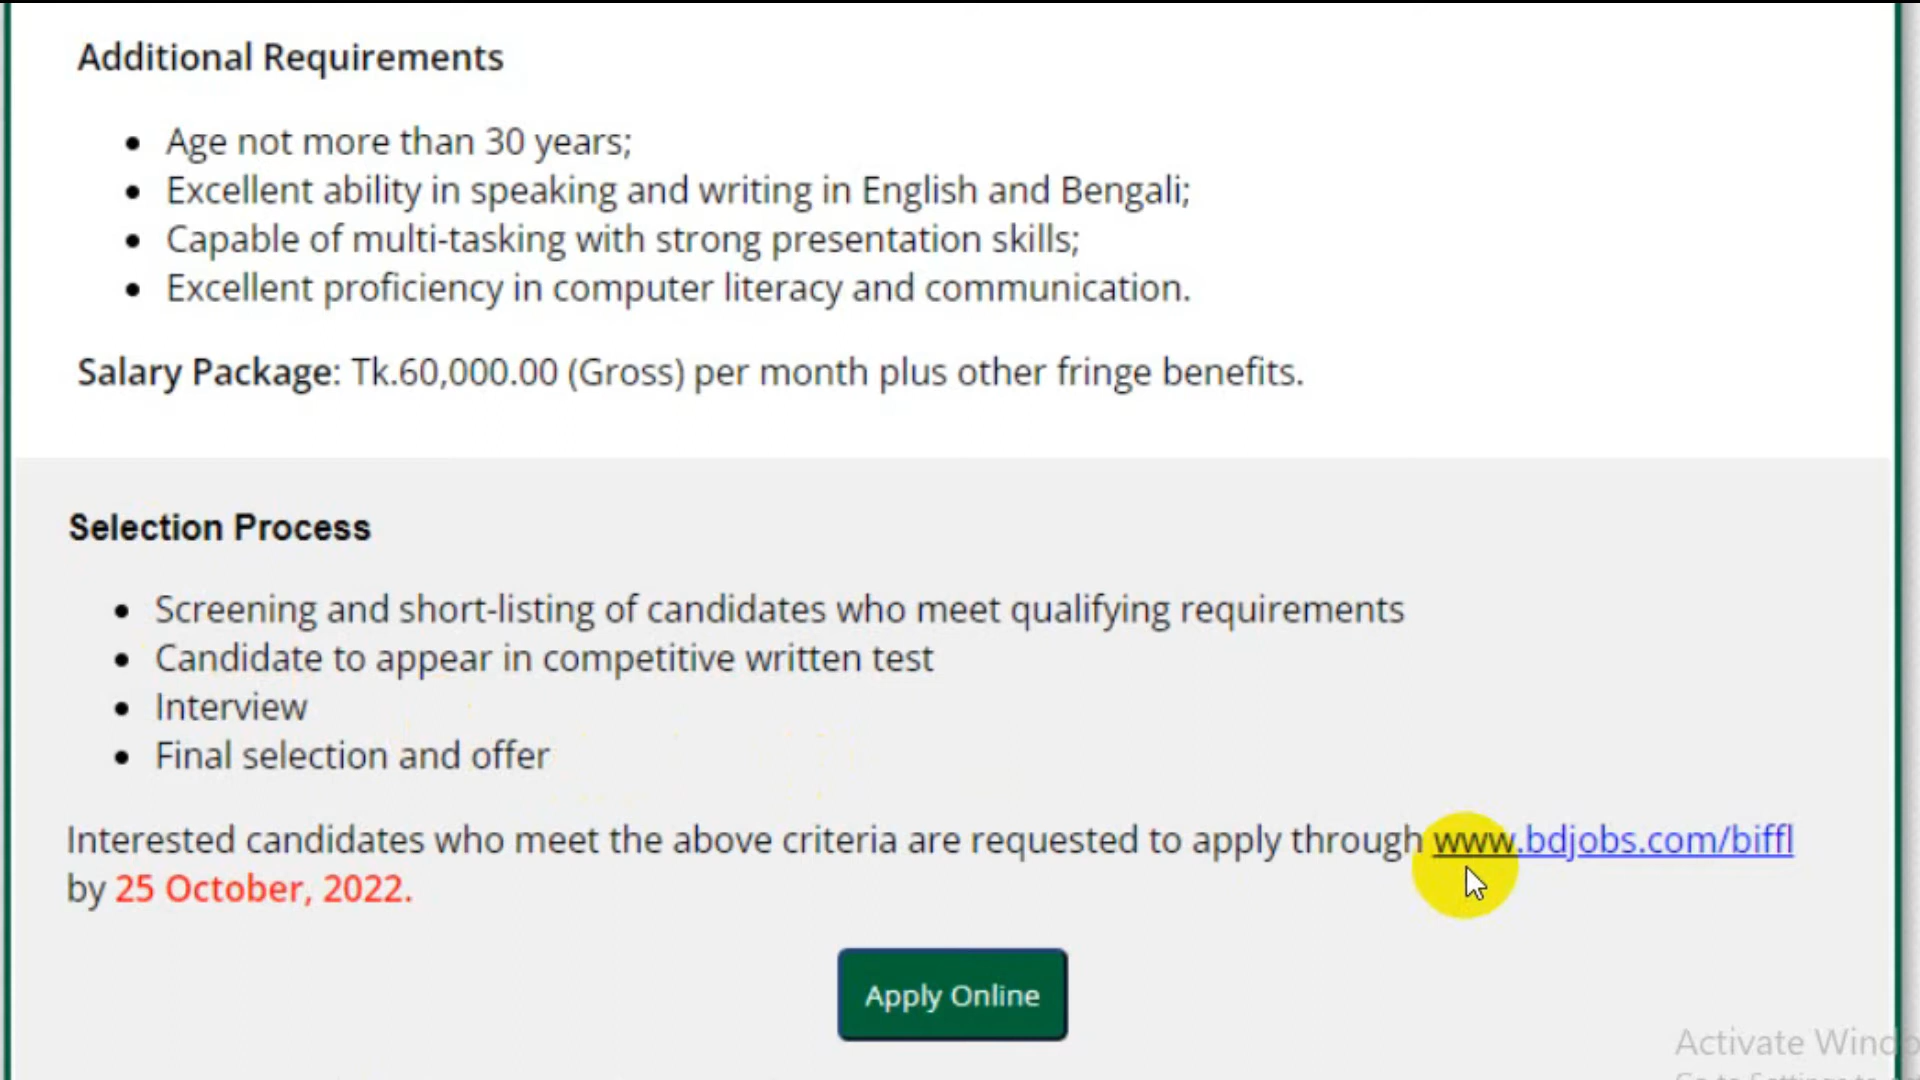 Additional Requirements
• Age not more than 30 years;
• Excellent ability in speaking and writing in English and Bengali;
• Capable of multi-tasking with strong presentation skills;
• Excellent proficiency in computer literacy and communication.
Salary Package: Tk.60,000.00 (Gross) per month plus other fringe benefits.
Selection Process
• Screening and short-listing of candidates who meet qualifying requirements
• Candidate to appear in competitive written test
• Interview
• Final selection and offer
Interested candidates who meet the above criteria are requested to apply through www.bdjobs.com/biffl
by 25 October, 2022.
Apply Online
Activate Windo